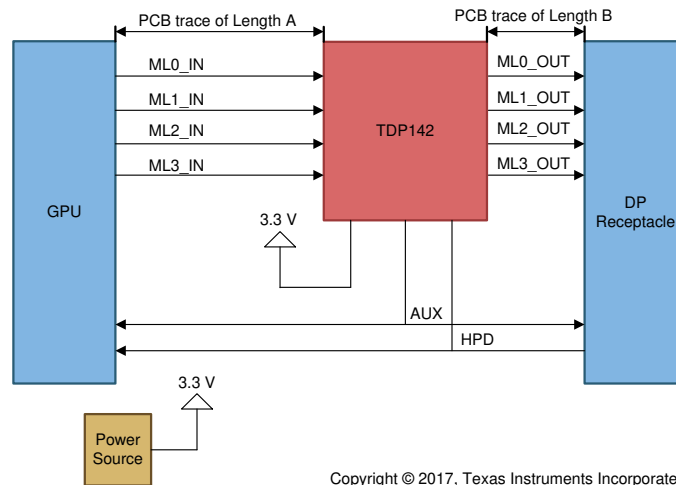 PCB trace of Length A
PCB trace of Length B
ML0_IN
ML0_OUT
ML1_IN
ML1_OUT
TDP142
ML2_IN
ML2_OUT
ML3_IN
ML3_OUT
GPU
DP
Receptacle
3.3 V
AUX
HPD
3.3 V
Power
Source
Copyright © 2017, Texas Instruments Incorporate